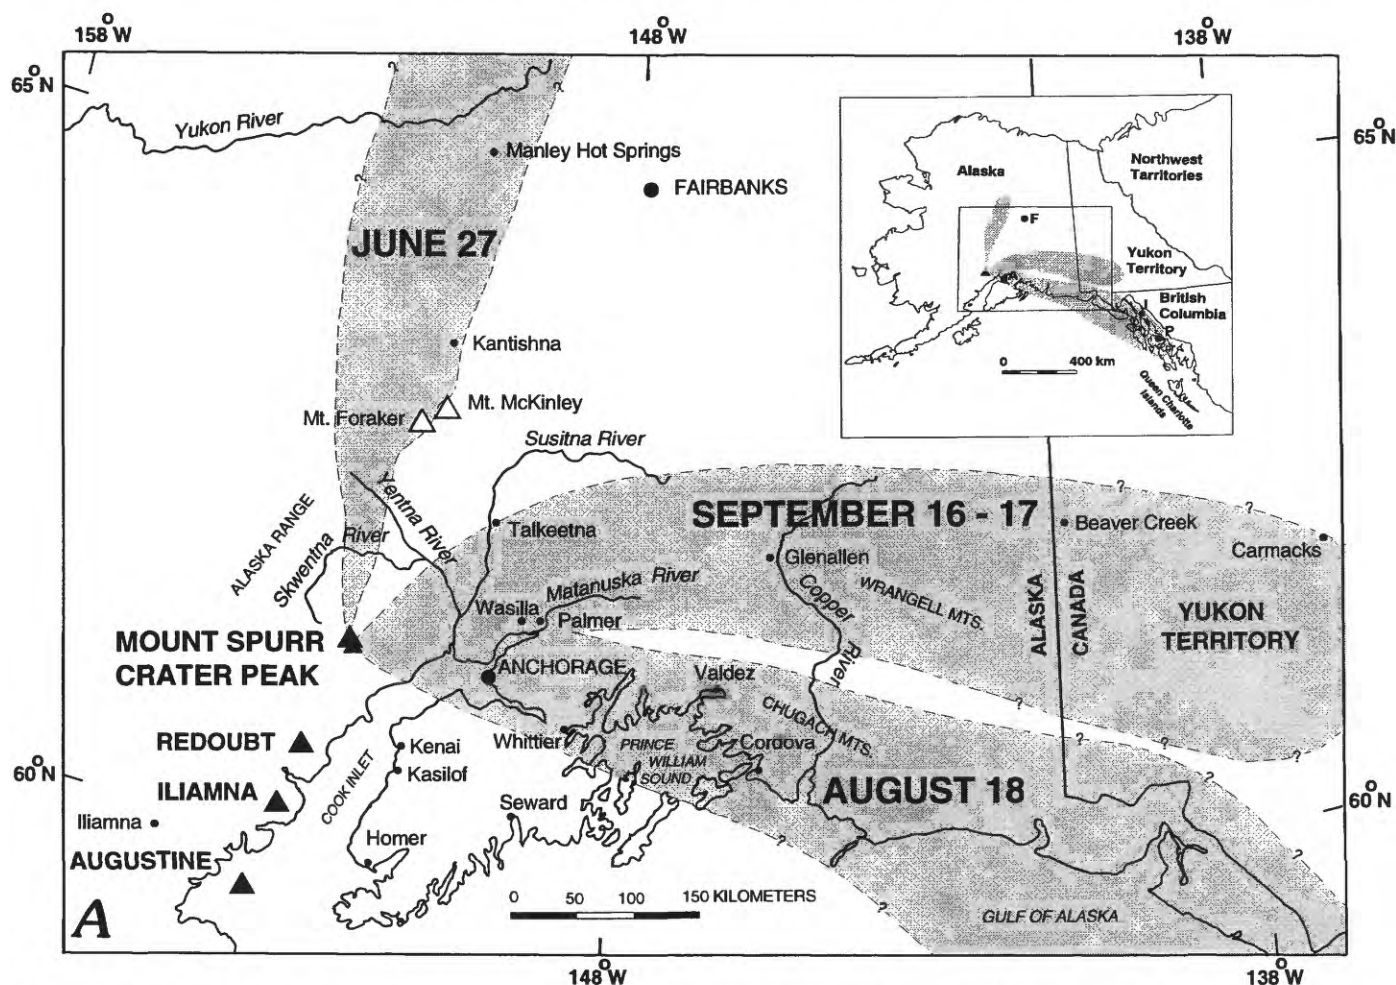 158°W
148°W
138°W
65°N
65°N
Yukon River
Manley Hot Springs
FAIRBANKS
JUNE 27
Kantishna
Mt. McKinley
Mt. Foraker
Susitna River
Yentna River
ALASKA RANGE
Skwentna River
Talkeetna
SEPTEMBER 16 - 17
Beaver Creek
Carmacks
Glenallen
Copper River
WRANGELL MTS.
Matanuska River
Wasilla
Palmer
ALASKA
CANADA
YUKON
TERRITORY
MOUNT SPURR
CRATER PEAK
ANCHORAGE
Valdez
CHUGACH MTS.
REDOUBT
Kenai
Whittier
PRINCE
WILLIAM
SOUND
Cordova
60°N
Kasilof
ILIAMNA
COOK INLET
AUGUST 18
60°N
Seward
Iliamna
Homer
AUGUSTINE
0 50 100 150 KILOMETERS
GULF OF ALASKA
A
148°W
138°W
Alaska
Northwest
Tarritories
F
Yukon
Territory
A
British
Columbia
J
P
0 400 km
Queen Charlotte
Islands
? ? ? ? ? ? ? ? ? ? ? ? ? ?